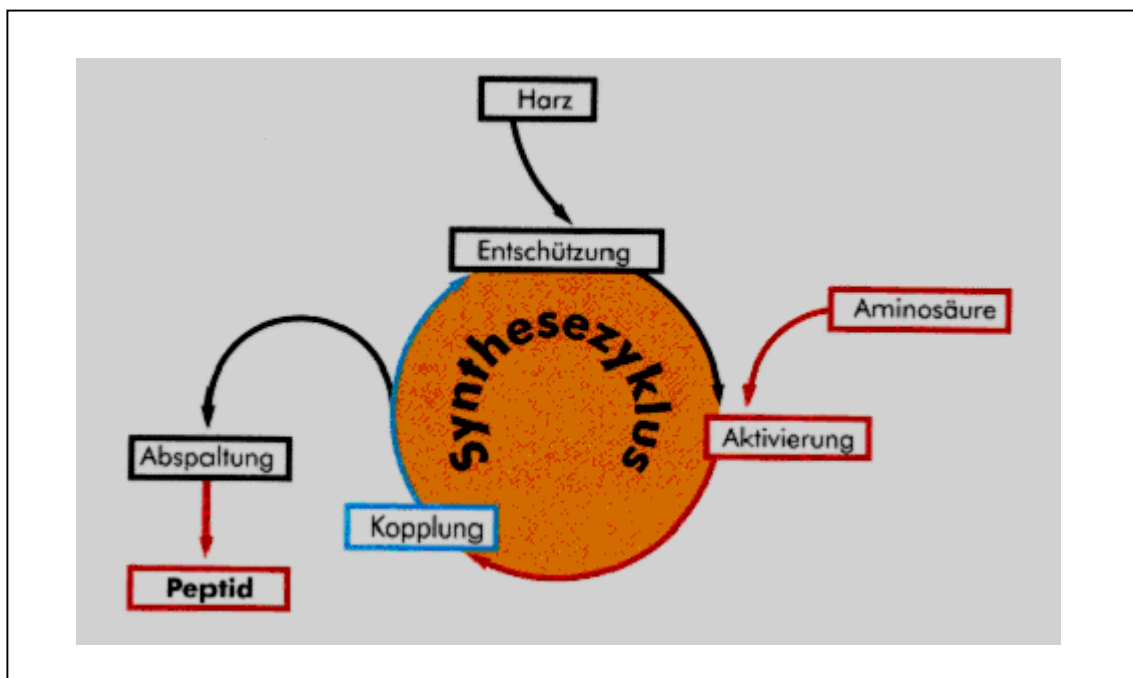 Harz
Entschützung
Aminosäure
Synthesezyklus
Aktivierung
Abspaltung
Kopplung
Peptid